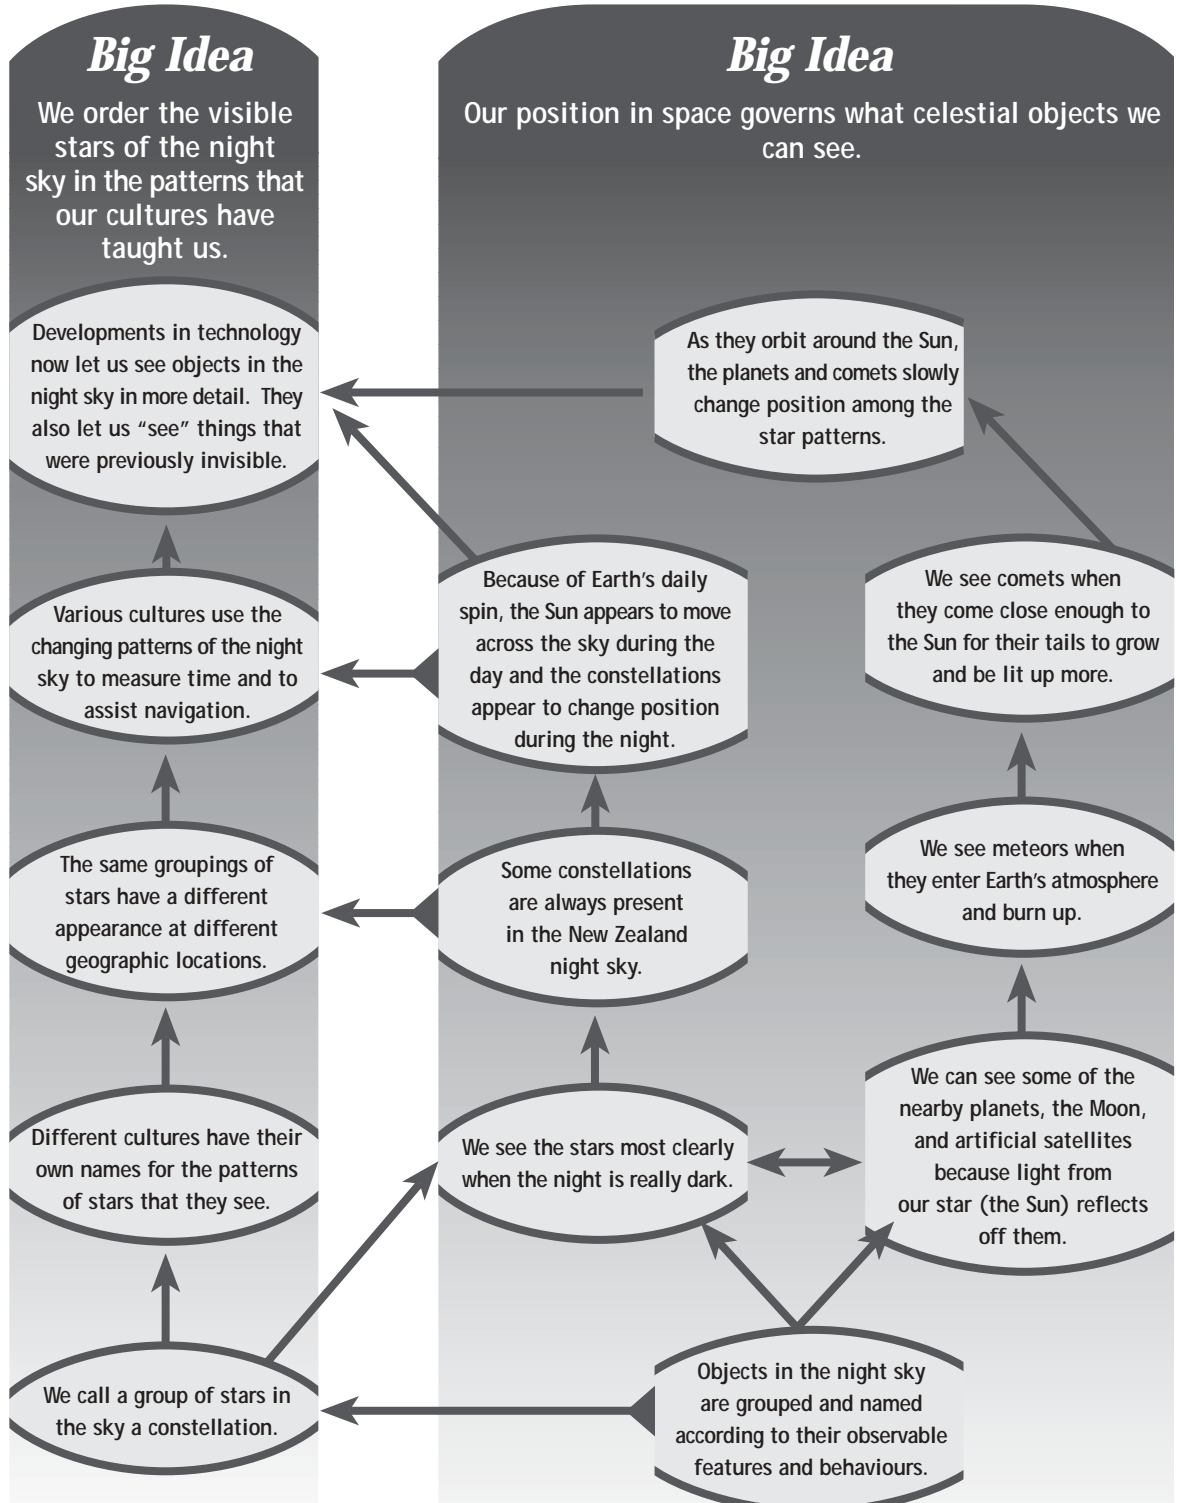 Big Idea
We order the visible
stars of the night
sky in the patterns that
our cultures have
taught us.
Developments in technology
now let us see objects in the
night sky in more detail. They
also let us “see” things that
were previously invisible.
Various cultures use the
changing patterns of the night
sky to measure time and to
assist navigation.
The same groupings of
stars have a different
appearance at different
geographic locations.
Different cultures have their
own names for the patterns
of stars that they see.
We call a group of stars in
the sky a constellation.
Big Idea
Our position in space governs what celestial objects we
can see.
As they orbit around the Sun,
the planets and comets slowly
change position among the
star patterns.
Because of Earth’s daily
spin, the Sun appears to move
across the sky during the
day and the constellations
appear to change position
during the night.
We see comets when
they come close enough to
the Sun for their tails to grow
and be lit up more.
Some constellations
are always present
in the New Zealand
night sky.
We see meteors when
they enter Earth’s atmosphere
and burn up.
We see the stars most clearly
when the night is really dark.
We can see some of the
nearby planets, the Moon,
and artificial satellites
because light from
our star (the Sun) reflects
off them.
Objects in the night sky
are grouped and named
according to their observable
features and behaviours.